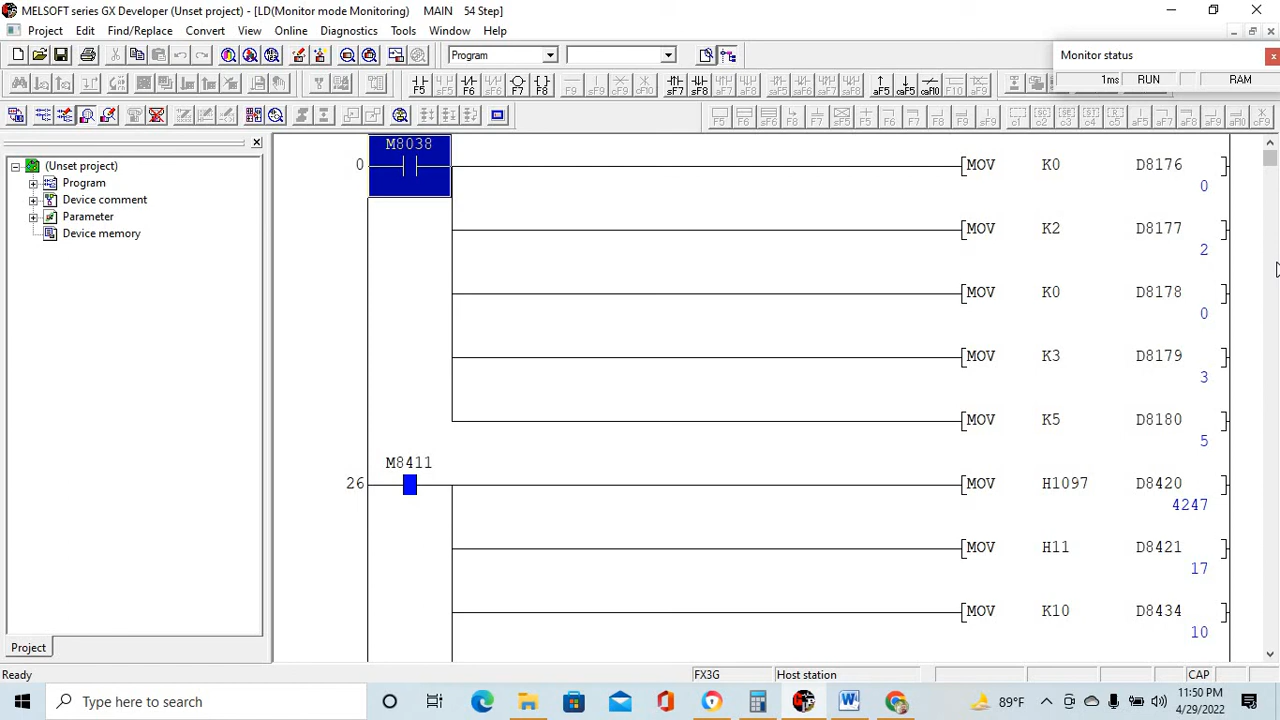 MELSOFT series GX Developer (Unset project) - [LD(Monitor mode Monitoring) MAIN 54 Step]
Project Edit Find/Replace Convert View Online Diagnostics Tools Window Help
Program
Monitor status
1ms RUN RAM
(Unset project)
Program
Device comment
Parameter
Device memory
Project
M8038
0 MOV K0 D8176
0
MOV K2 D8177
2
MOV K0 D8178
0
MOV K3 D8179
3
MOV K5 D8180
5
M8411
26 MOV H1097 D8420
4247
MOV H11 D8421
17
MOV K10 D8434
10
Ready FX3G Host station CAP
Type here to search
89°F
11:50 PM
4/29/2022